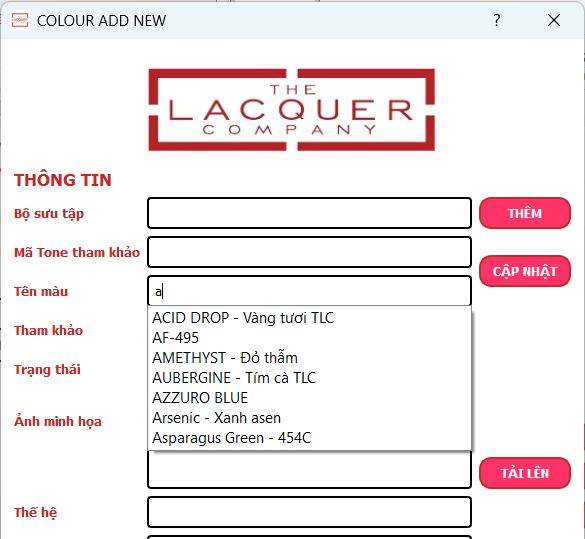 COLOUR ADD NEW
?
THE
LACQUER
COMPANY
THÔNG TIN
Bộ sưu tập
THÊM
Mã Tone tham khảo
CẬP NHẬT
Tên màu
a
ACID DROP - Vàng tươi TLC
AF-495
AMETHYST - Đỏ thẫm
AUBERGINE - Tím cà TLC
AZZURO BLUE
Arsenic - Xanh asen
Asparagus Green - 454C
Tham khảo
Trạng thái
Ảnh minh họa
TẢI LÊN
Thế hệ